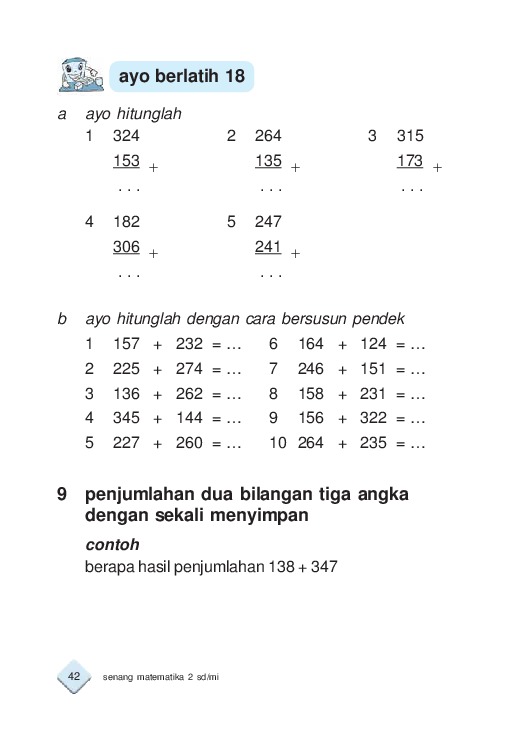 ayo berlatih 18
a ayo hitunglah
1 324 2 264 3 315
153 + 135 + 173 +
. . . . . . . . .
4 182 5 247
306 + 241 +
. . . . . .
b ayo hitunglah dengan cara bersusun pendek
1 157 + 232 = ... 6 164 + 124 = ...
2 225 + 274 = ... 7 246 + 151 = ...
3 136 + 262 = ... 8 158 + 231 = ...
4 345 + 144 = ... 9 156 + 322 = ...
5 227 + 260 = ... 10 264 + 235 = ...
9 penjumlahan dua bilangan tiga angka
dengan sekali menyimpan
contoh
berapa hasil penjumlahan 138 + 347
42 senang matematika 2 sd/mi